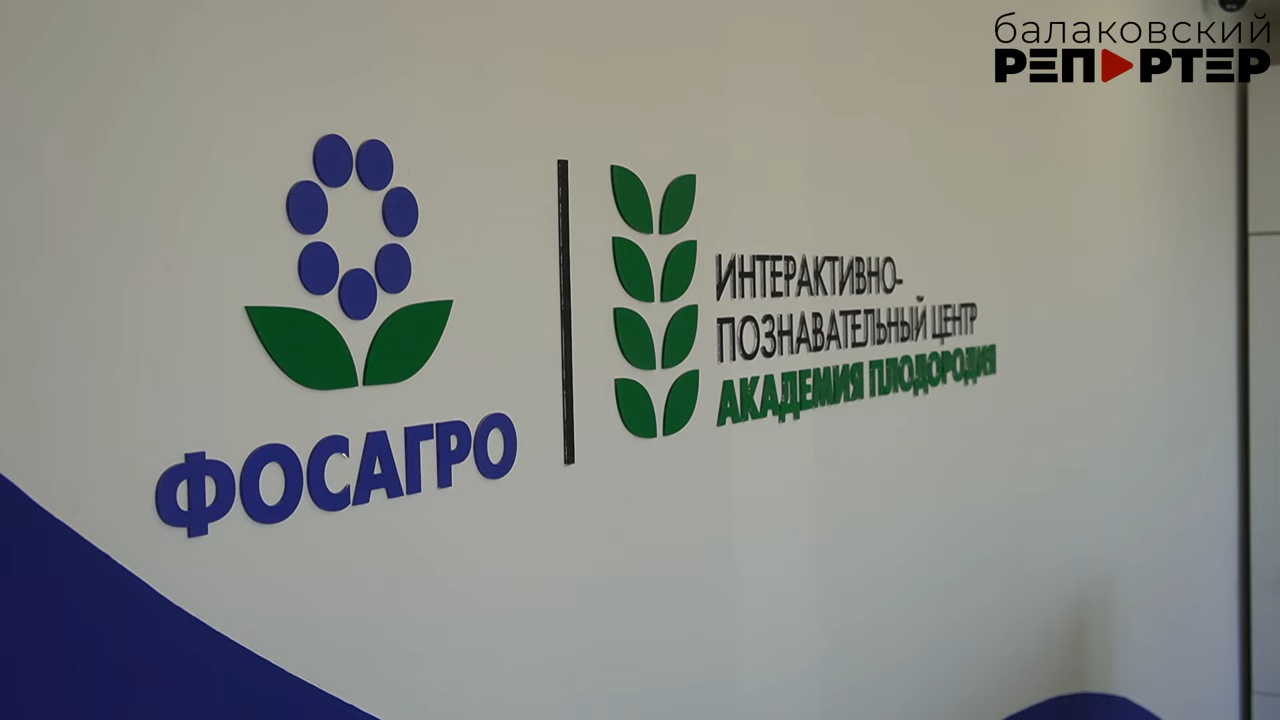 балаковский
РЕПОРТЕР
ФОСАГРО
ИНТЕРАКТИВНО-
ПОЗНАВАТЕЛЬНЫЙ ЦЕНТР
АКАДЕМИЯ ПЛОДОРОДИЯ